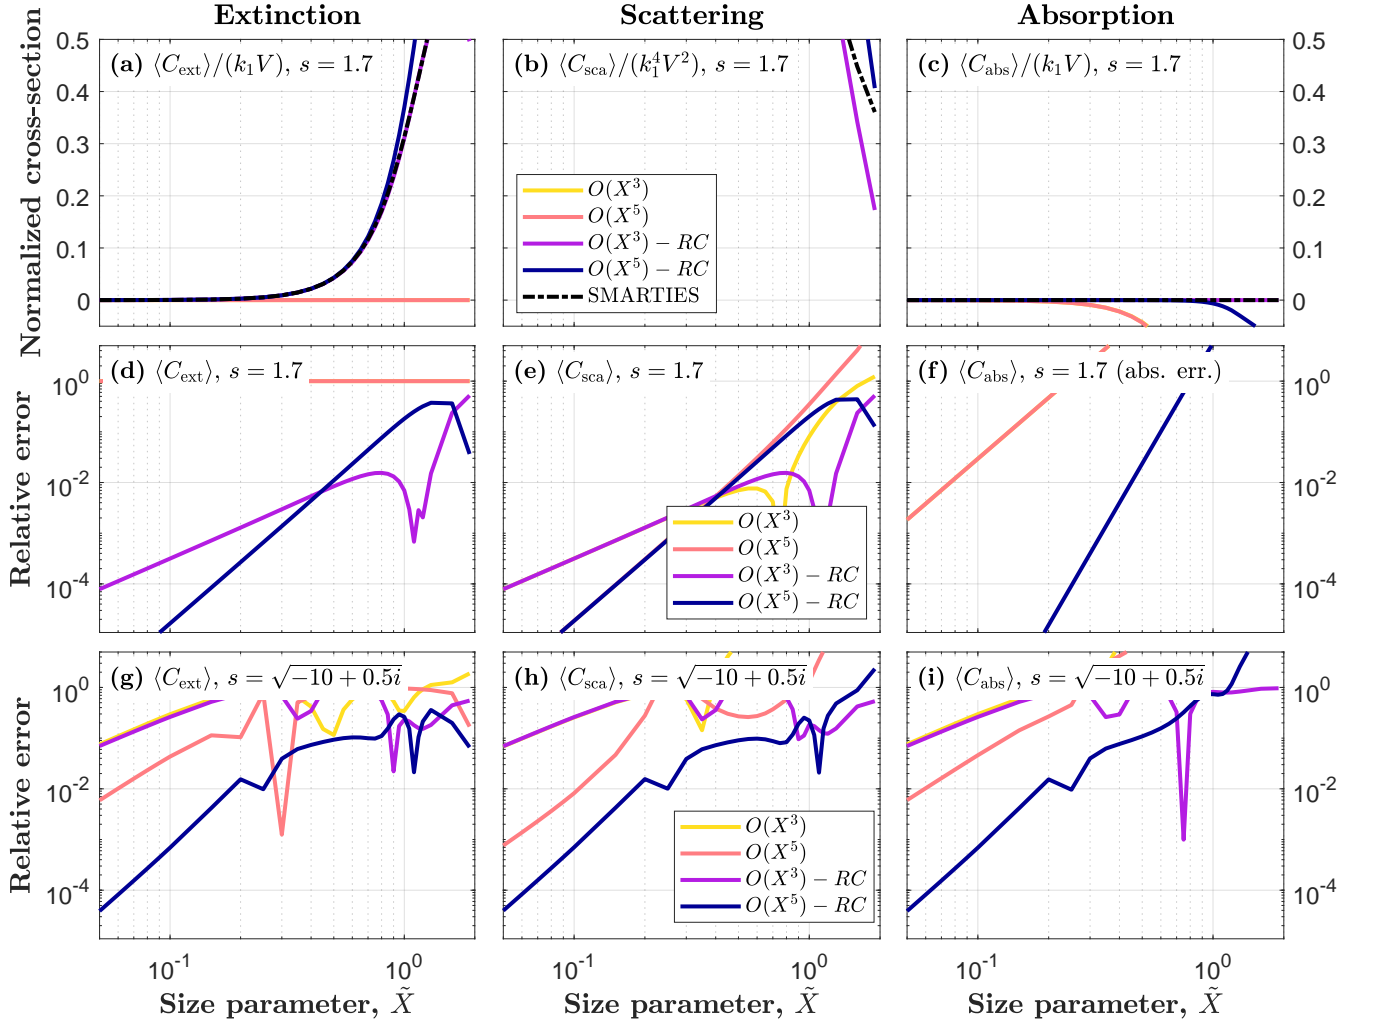 Extinction Scattering Absorption
Normalized cross-section
0.5
0.4
0.3
0.2
0.1
0
(a) ⟨C_ext⟩/(k_1V), s = 1.7
(b) ⟨C_sca⟩/(k_1^4V^2), s = 1.7
O(X^3)
O(X^5)
O(X^3) − RC
O(X^5) − RC
SMARTIES
(c) ⟨C_abs⟩/(k_1V), s = 1.7
0.5
0.4
0.3
0.2
0.1
0
Relative error
10^0
10^-2
10^-4
(d) ⟨C_ext⟩, s = 1.7
(e) ⟨C_sca⟩, s = 1.7
O(X^3)
O(X^5)
O(X^3) − RC
O(X^5) − RC
(f) ⟨C_abs⟩, s = 1.7 (abs. err.)
10^0
10^-2
10^-4
Relative error
10^0
10^-2
10^-4
(g) ⟨C_ext⟩, s = √(−10 + 0.5i)
(h) ⟨C_sca⟩, s = √(−10 + 0.5i)
O(X^3)
O(X^5)
O(X^3) − RC
O(X^5) − RC
(i) ⟨C_abs⟩, s = √(−10 + 0.5i)
10^0
10^-2
10^-4
10^-1 10^0 10^-1 10^0 10^-1 10^0
Size parameter, X̃ Size parameter, X̃ Size parameter, X̃